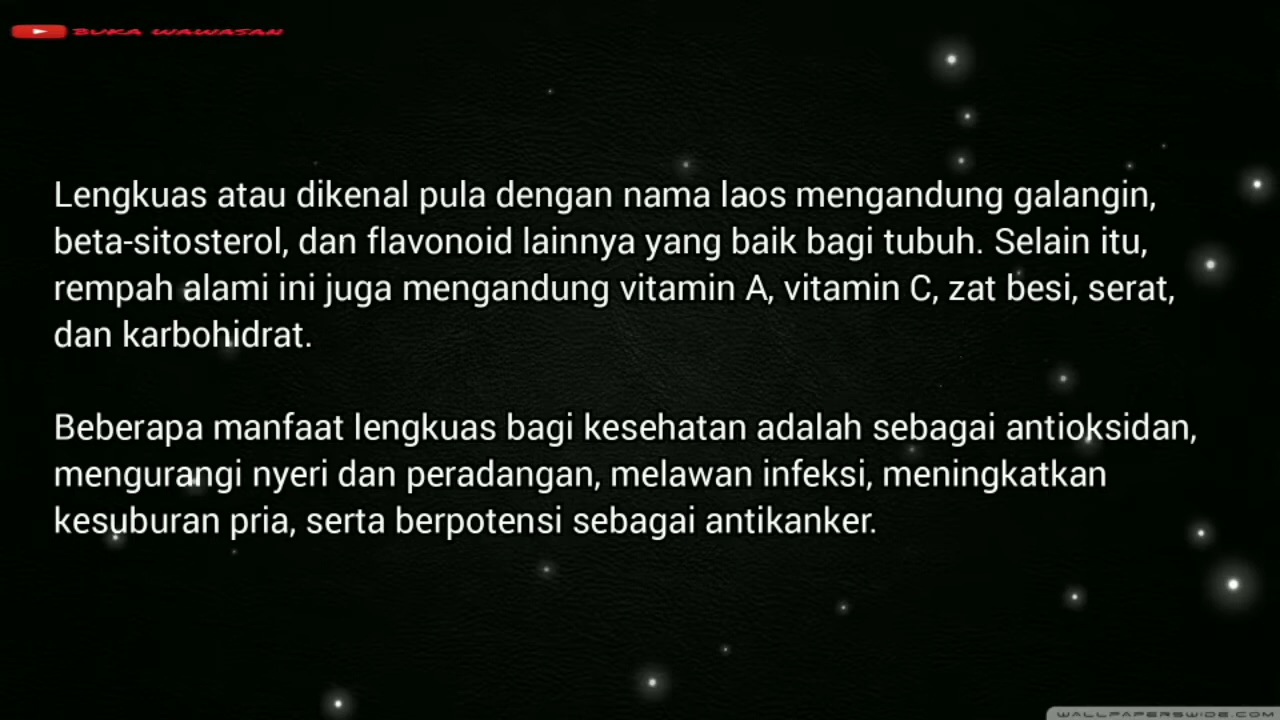 BUKA WAWASAN
Lengkuas atau dikenal pula dengan nama laos mengandung galangin,
beta-sitosterol, dan flavonoid lainnya yang baik bagi tubuh. Selain itu,
rempah alami ini juga mengandung vitamin A, vitamin C, zat besi, serat,
dan karbohidrat.
Beberapa manfaat lengkuas bagi kesehatan adalah sebagai antioksidan,
mengurangi nyeri dan peradangan, melawan infeksi, meningkatkan
kesuburan pria, serta berpotensi sebagai antikanker.
WALLPAPERSWIDE.COM